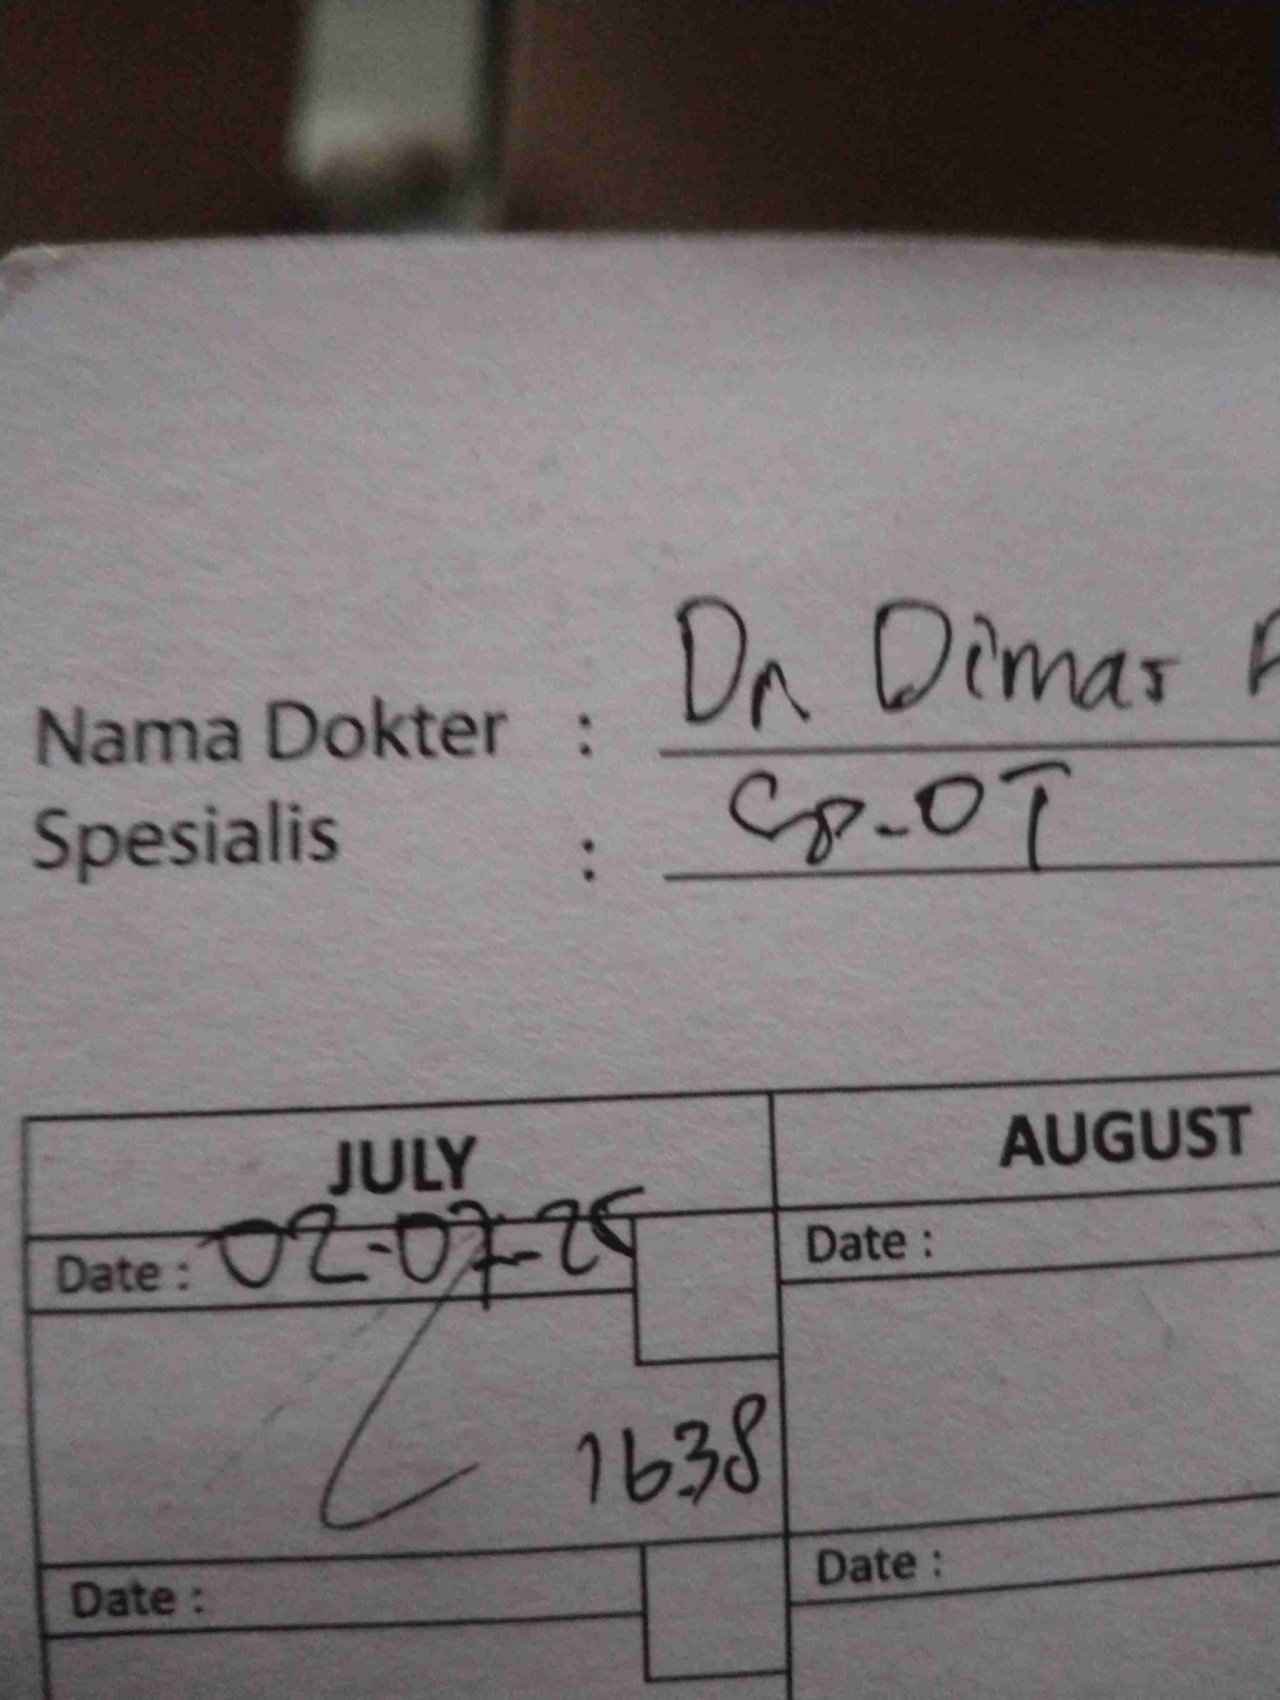 Nama Dokter : Dr Dimas
Spesialis : Sp.OT
JULY AUGUST
Date : 02-07-25 Date :
1638
Date : Date :